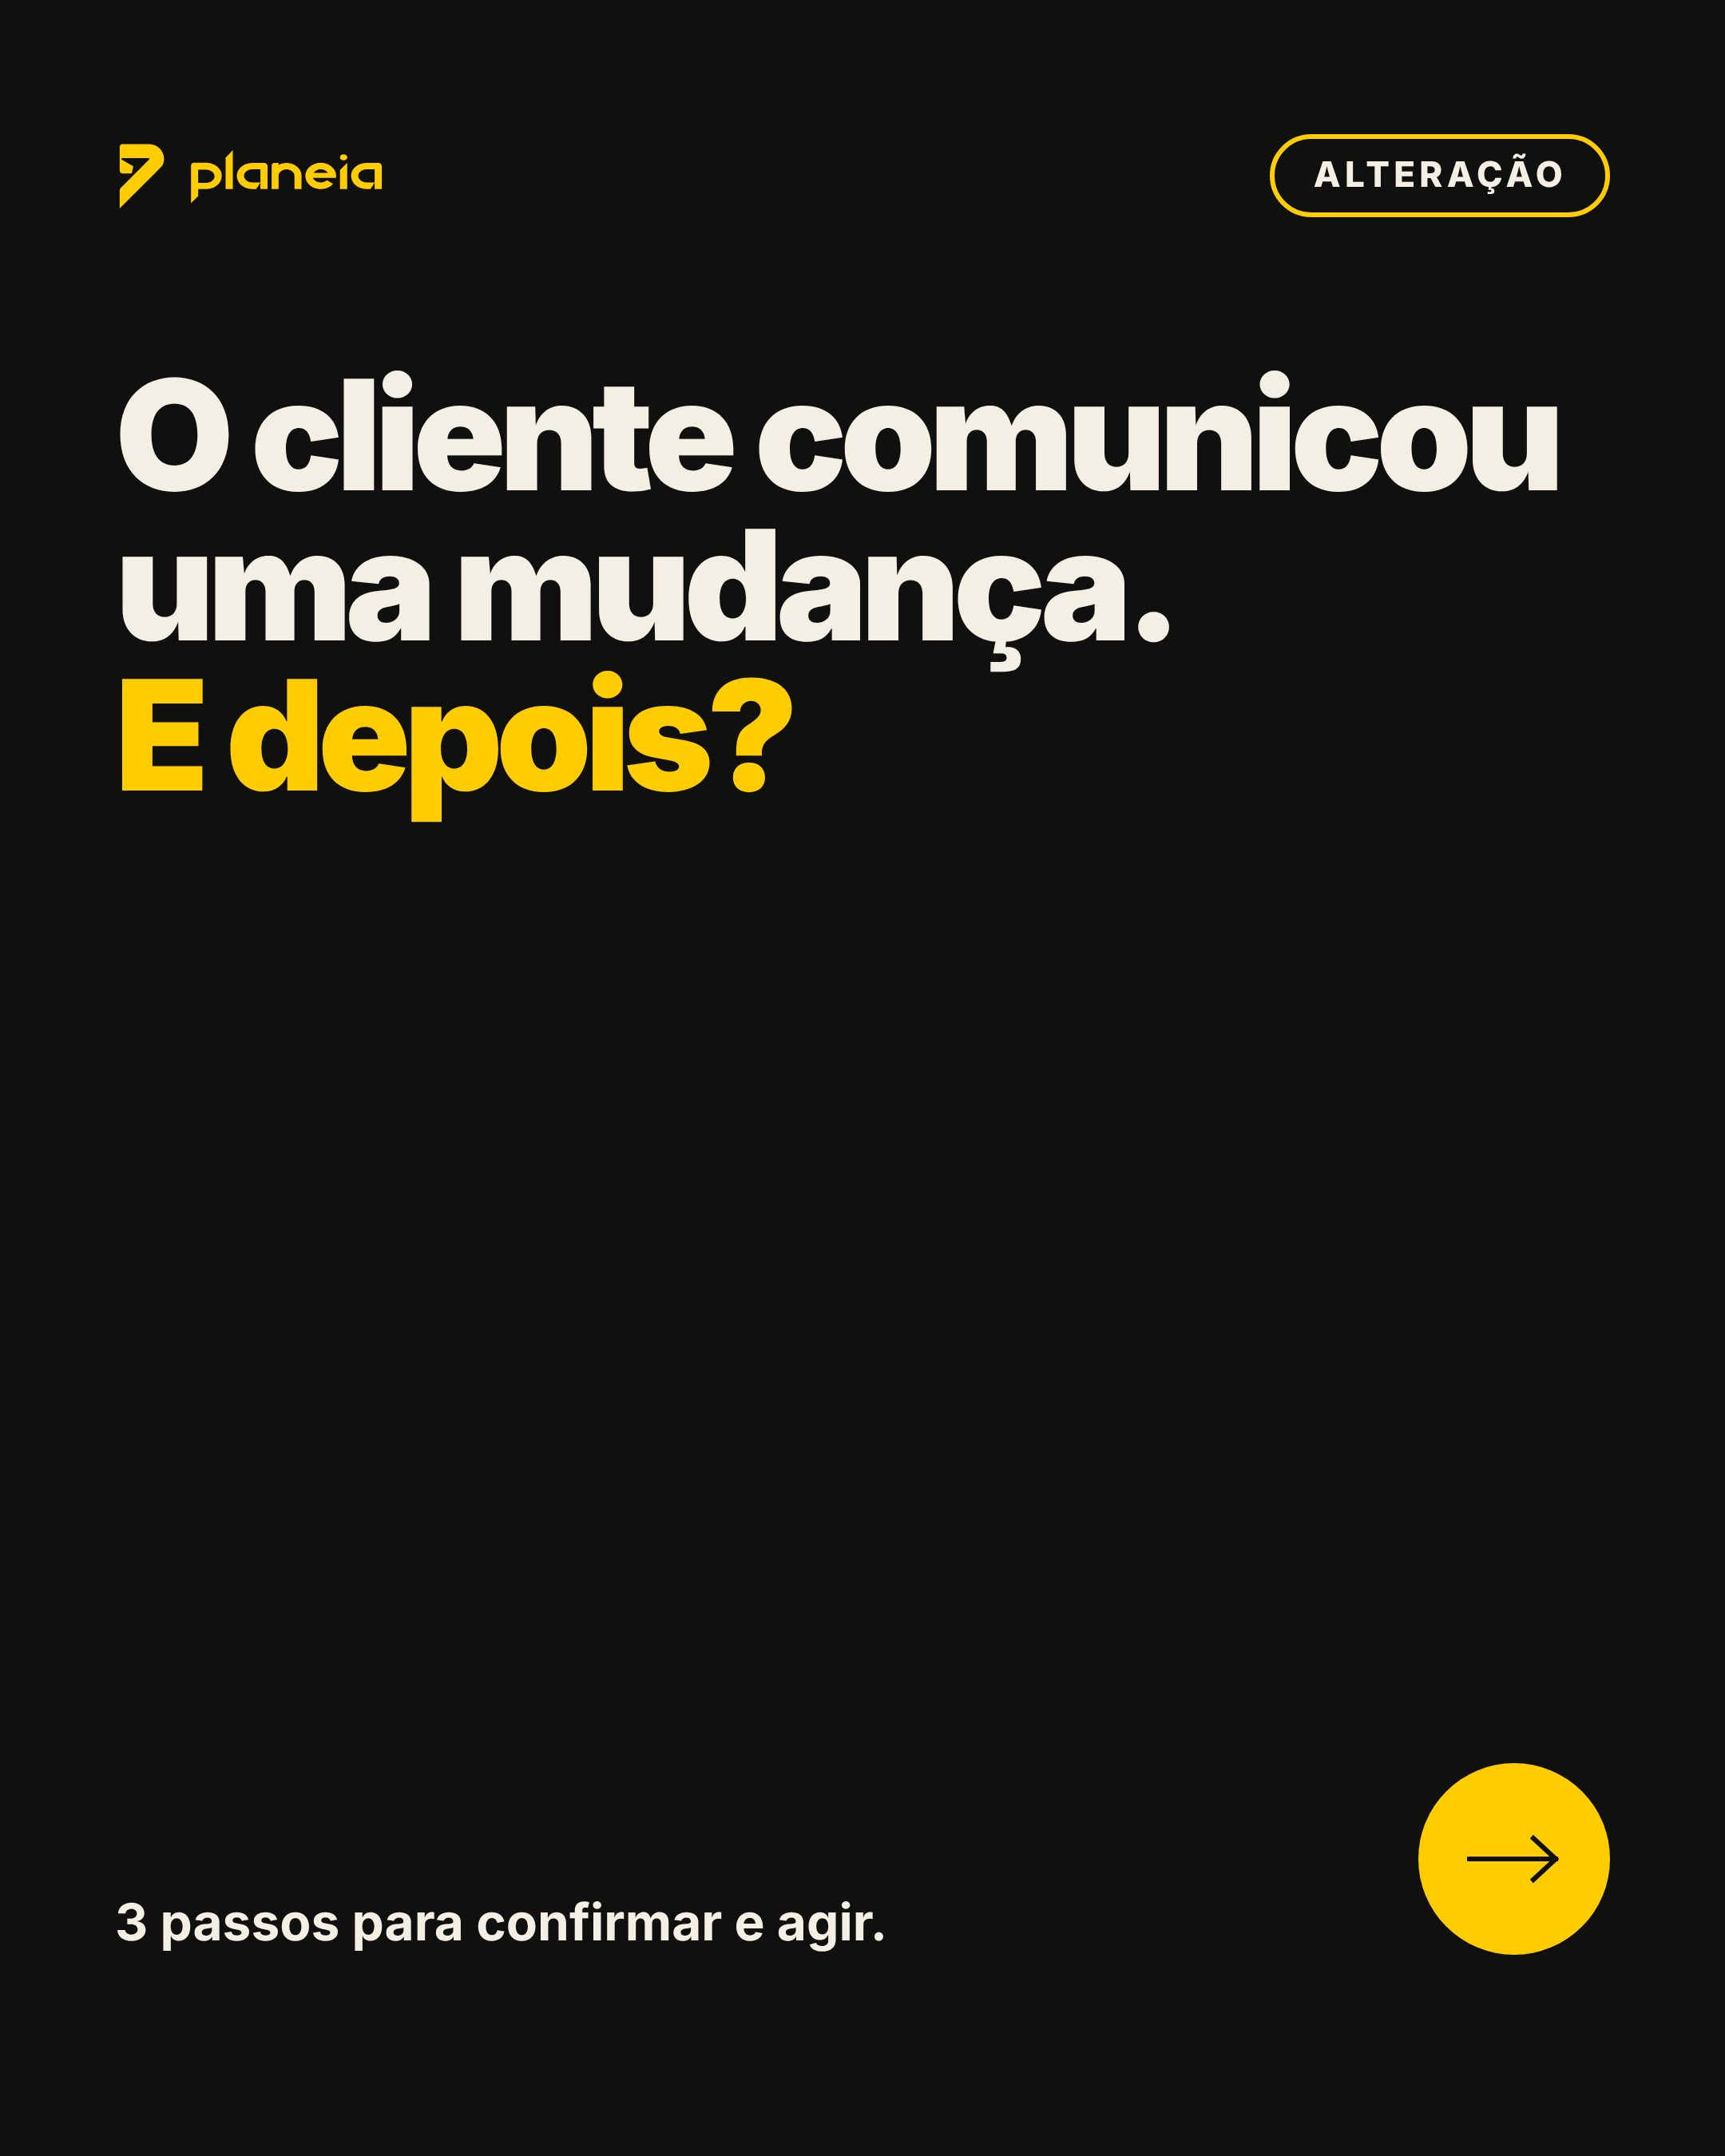 planeia
ALTERAÇÃO
O cliente comunicou
uma mudança.
E depois?
3 passos para confirmar e agir.